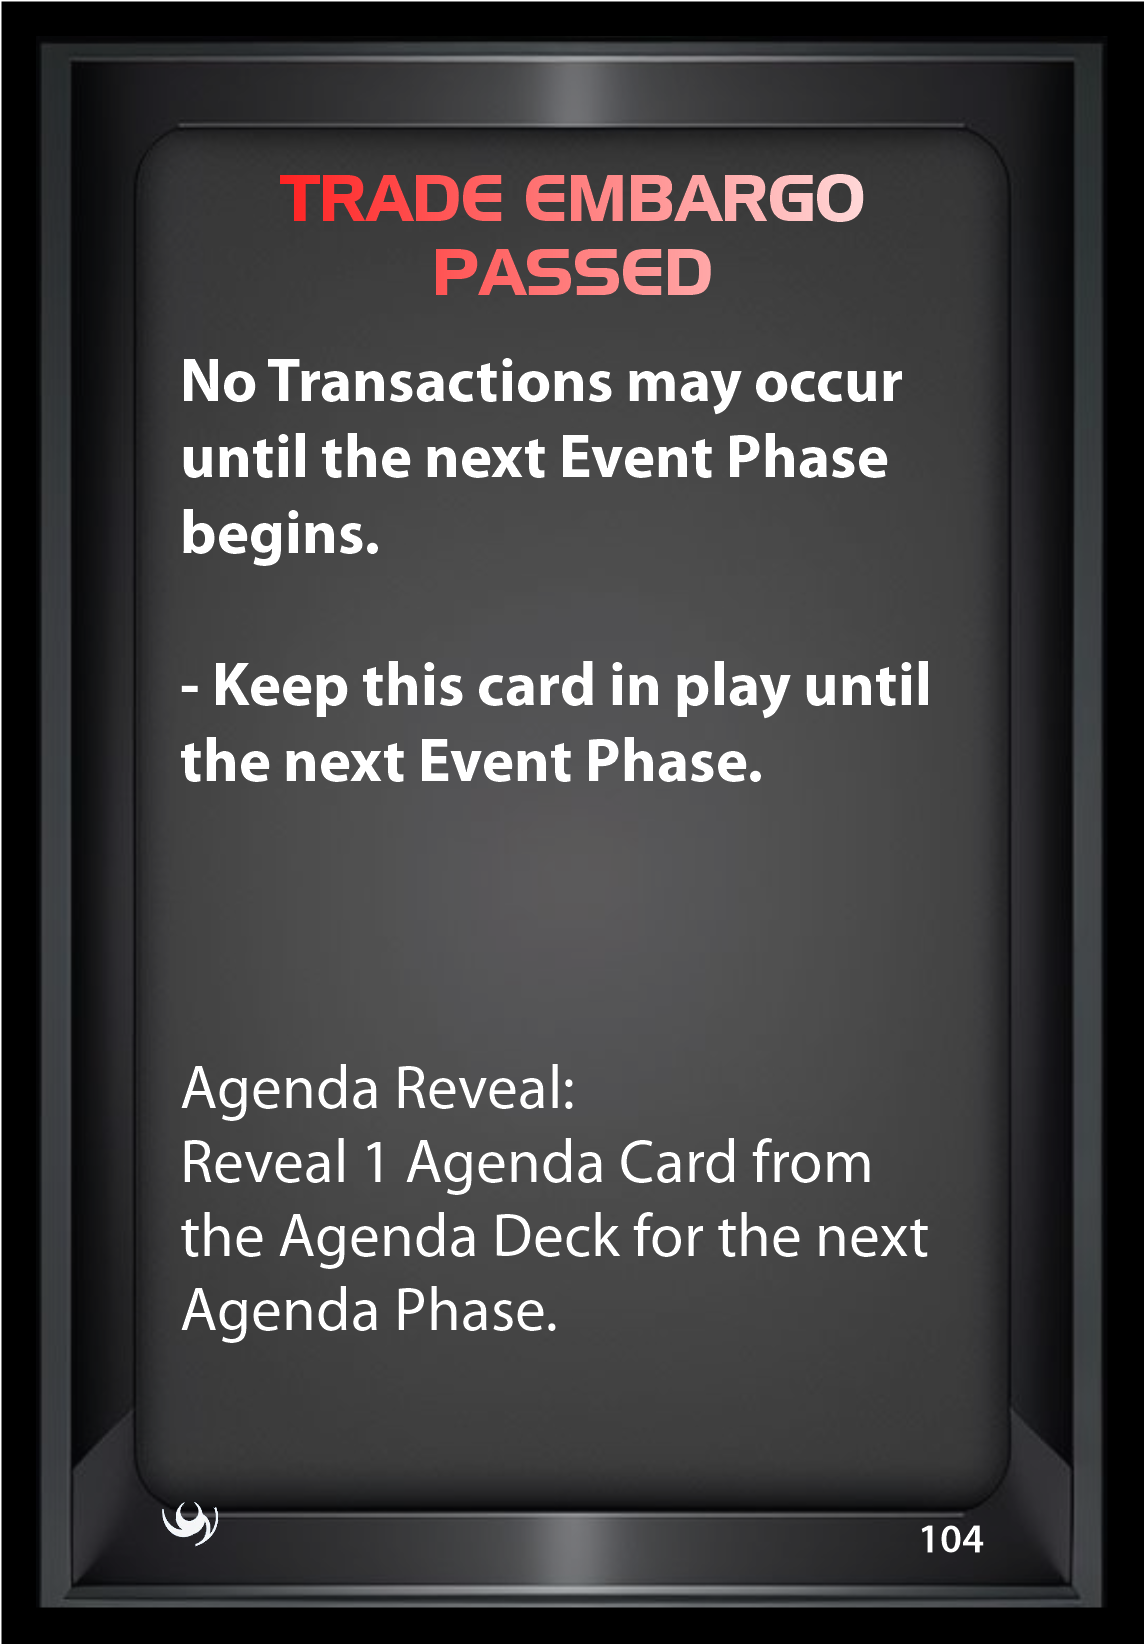 TRADE EMBARGO
PASSED
No Transactions may occur
until the next Event Phase
begins.
- Keep this card in play until
the next Event Phase.
Agenda Reveal:
Reveal 1 Agenda Card from
the Agenda Deck for the next
Agenda Phase.
104